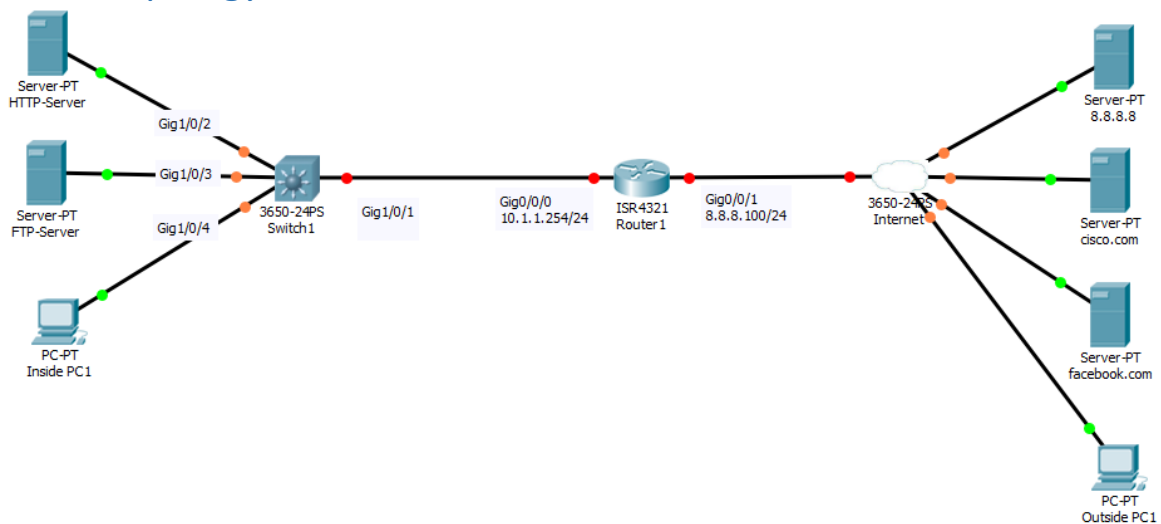 Server-PT
HTTP-Server
Gig1/0/2
Server-PT
FTP-Server
Gig1/0/3
Gig1/0/4
PC-PT
Inside PC1
3650-24PS
Switch1
Gig1/0/1
Gig0/0/0
10.1.1.254/24
ISR4321
Router1
Gig0/0/1
8.8.8.100/24
3650-24PS
Internet
Server-PT
8.8.8.8
Server-PT
cisco.com
Server-PT
facebook.com
PC-PT
Outside PC1